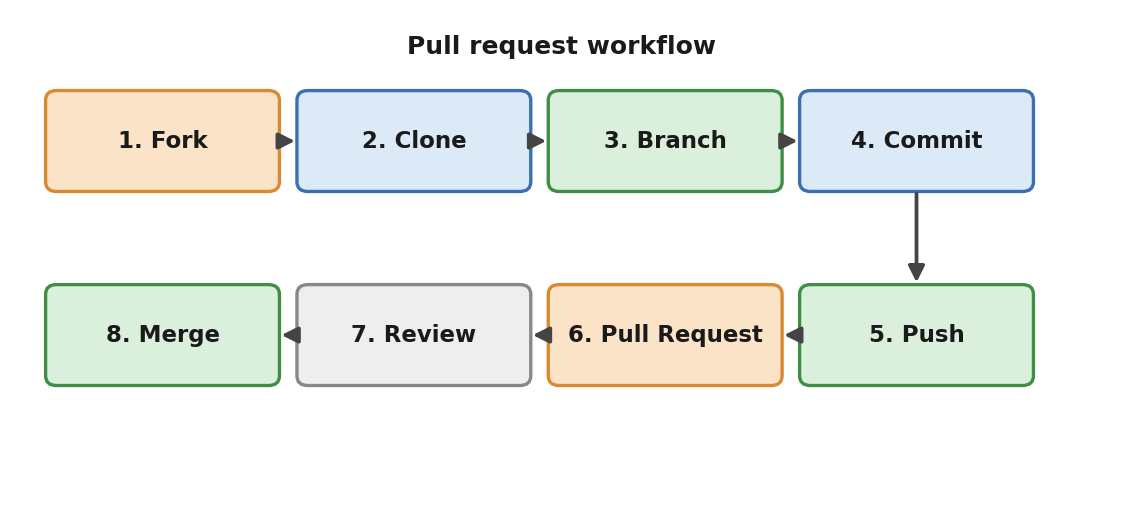 Pull request workflow
1. Fork
2. Clone
3. Branch
4. Commit
5. Push
6. Pull Request
7. Review
8. Merge